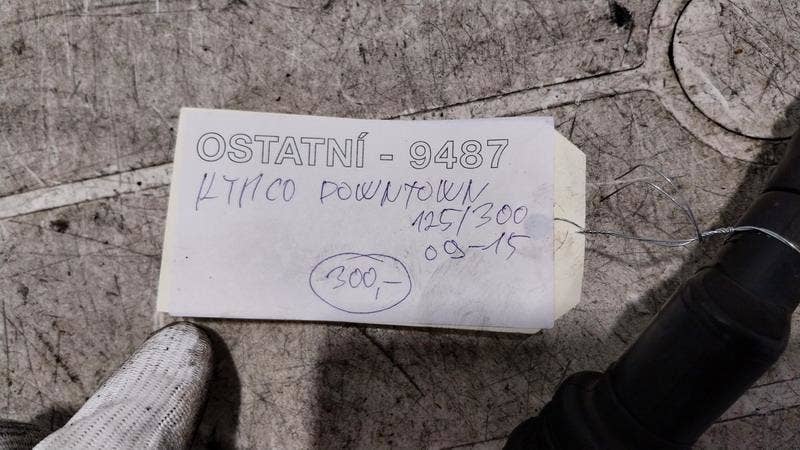 OSTATNÍ - 9487
KYMCO DOWNTOWN
125/300
09-15
300,-